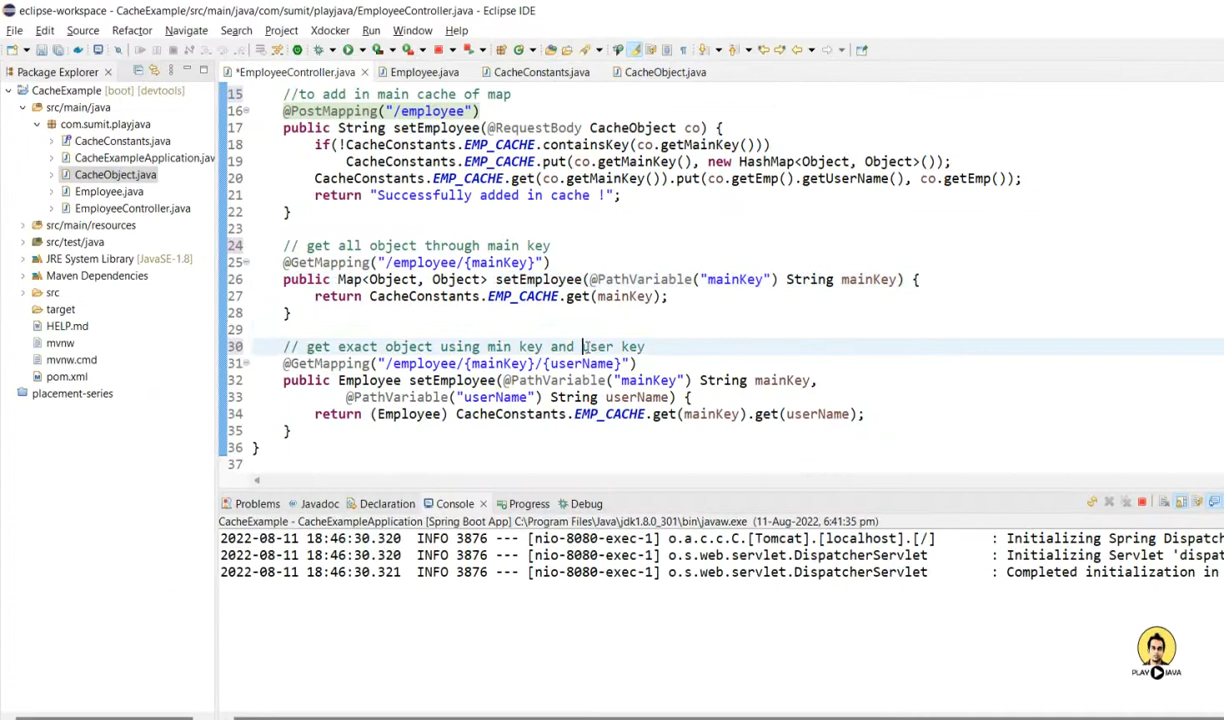 eclipse-workspace - CacheExample/src/main/java/com/sumit/playjava/EmployeeController.java - Eclipse IDE
File Edit Source Refactor Navigate Search Project Xdocker Run Window Help
Package Explorer
*EmployeeController.java Employee.java CacheConstants.java CacheObject.java
CacheExample [boot] [devtools]
src/main/java
com.sumit.playjava
CacheConstants.java
CacheExampleApplication.jav
CacheObject.java
Employee.java
EmployeeController.java
src/main/resources
src/test/java
JRE System Library [JavaSE-1.8]
Maven Dependencies
src
target
HELP.md
mvnw
mvnw.cmd
pom.xml
placement-series
15 //to add in main cache of map
16 @PostMapping("/employee")
17 public String setEmployee(@RequestBody CacheObject co) {
18 if(!CacheConstants.EMP_CACHE.containsKey(co.getMainKey()))
19 CacheConstants.EMP_CACHE.put(co.getMainKey(), new HashMap<Object, Object>());
20 CacheConstants.EMP_CACHE.get(co.getMainKey()).put(co.getEmp().getUserName(), co.getEmp());
21 return "Successfully added in cache !";
22 }
23
24 // get all object through main key
25 @GetMapping("/employee/{mainKey}")
26 public Map<Object, Object> setEmployee(@PathVariable("mainKey") String mainKey) {
27 return CacheConstants.EMP_CACHE.get(mainKey);
28 }
29
30 // get exact object using min key and user key
31 @GetMapping("/employee/{mainKey}/{userName}")
32 public Employee setEmployee(@PathVariable("mainKey") String mainKey,
33 @PathVariable("userName") String userName) {
34 return (Employee) CacheConstants.EMP_CACHE.get(mainKey).get(userName);
35 }
36 }
37
Problems Javadoc Declaration Console Progress Debug
CacheExample - CacheExampleApplication [Spring Boot App] C:\Program Files\Java\jdk1.8.0_301\bin\javaw.exe (11-Aug-2022, 6:41:35 pm)
2022-08-11 18:46:30.320 INFO 3876 --- [nio-8080-exec-1] o.a.c.c.C.[Tomcat].[localhost].[/] : Initializing Spring Dispatch
2022-08-11 18:46:30.320 INFO 3876 --- [nio-8080-exec-1] o.s.web.servlet.DispatcherServlet : Initializing Servlet 'dispat
2022-08-11 18:46:30.321 INFO 3876 --- [nio-8080-exec-1] o.s.web.servlet.DispatcherServlet : Completed initialization in
PLAY JAVA